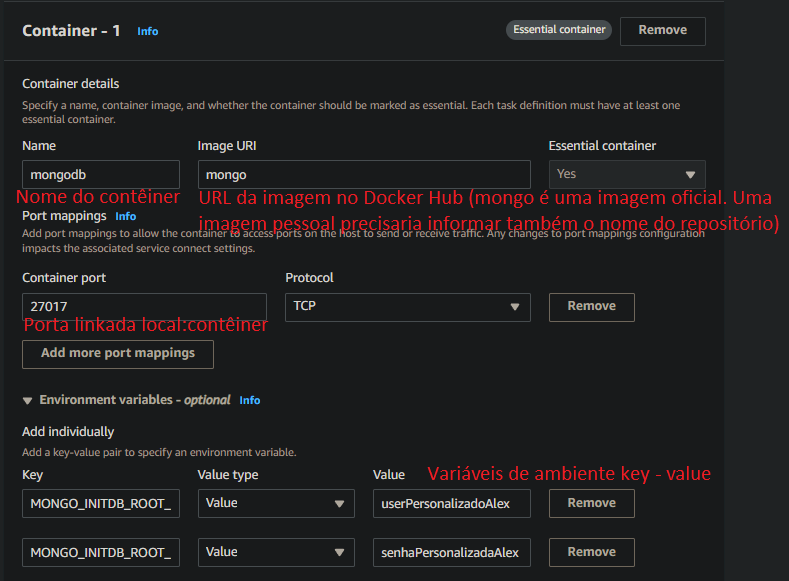 Container - 1 Info Essential container Remove
Container details
Specify a name, container image, and whether the container should be marked as essential. Each task definition must have at least one
essential container.
Name Image URI Essential container
mongodb mongo Yes
Nome do contêiner URL da imagem no Docker Hub (mongo é uma imagem oficial. Uma
imagem pessoal precisaria informar também o nome do repositório)
Port mappings Info
Add port mappings to allow the container to access ports on the host to send or receive traffic. Any changes to port mappings configuration
impacts the associated service connect settings.
Container port Protocol
27017 TCP Remove
Porta linkada local:contêiner
Add more port mappings
Environment variables - optional Info
Add individually
Add a key-value pair to specify an environment variable.
Key Value type Value Variáveis de ambiente key - value
MONGO_INITDB_ROOT_ Value userPersonalizadoAlex Remove
MONGO_INITDB_ROOT_ Value senhaPersonalizadaAlex Remove